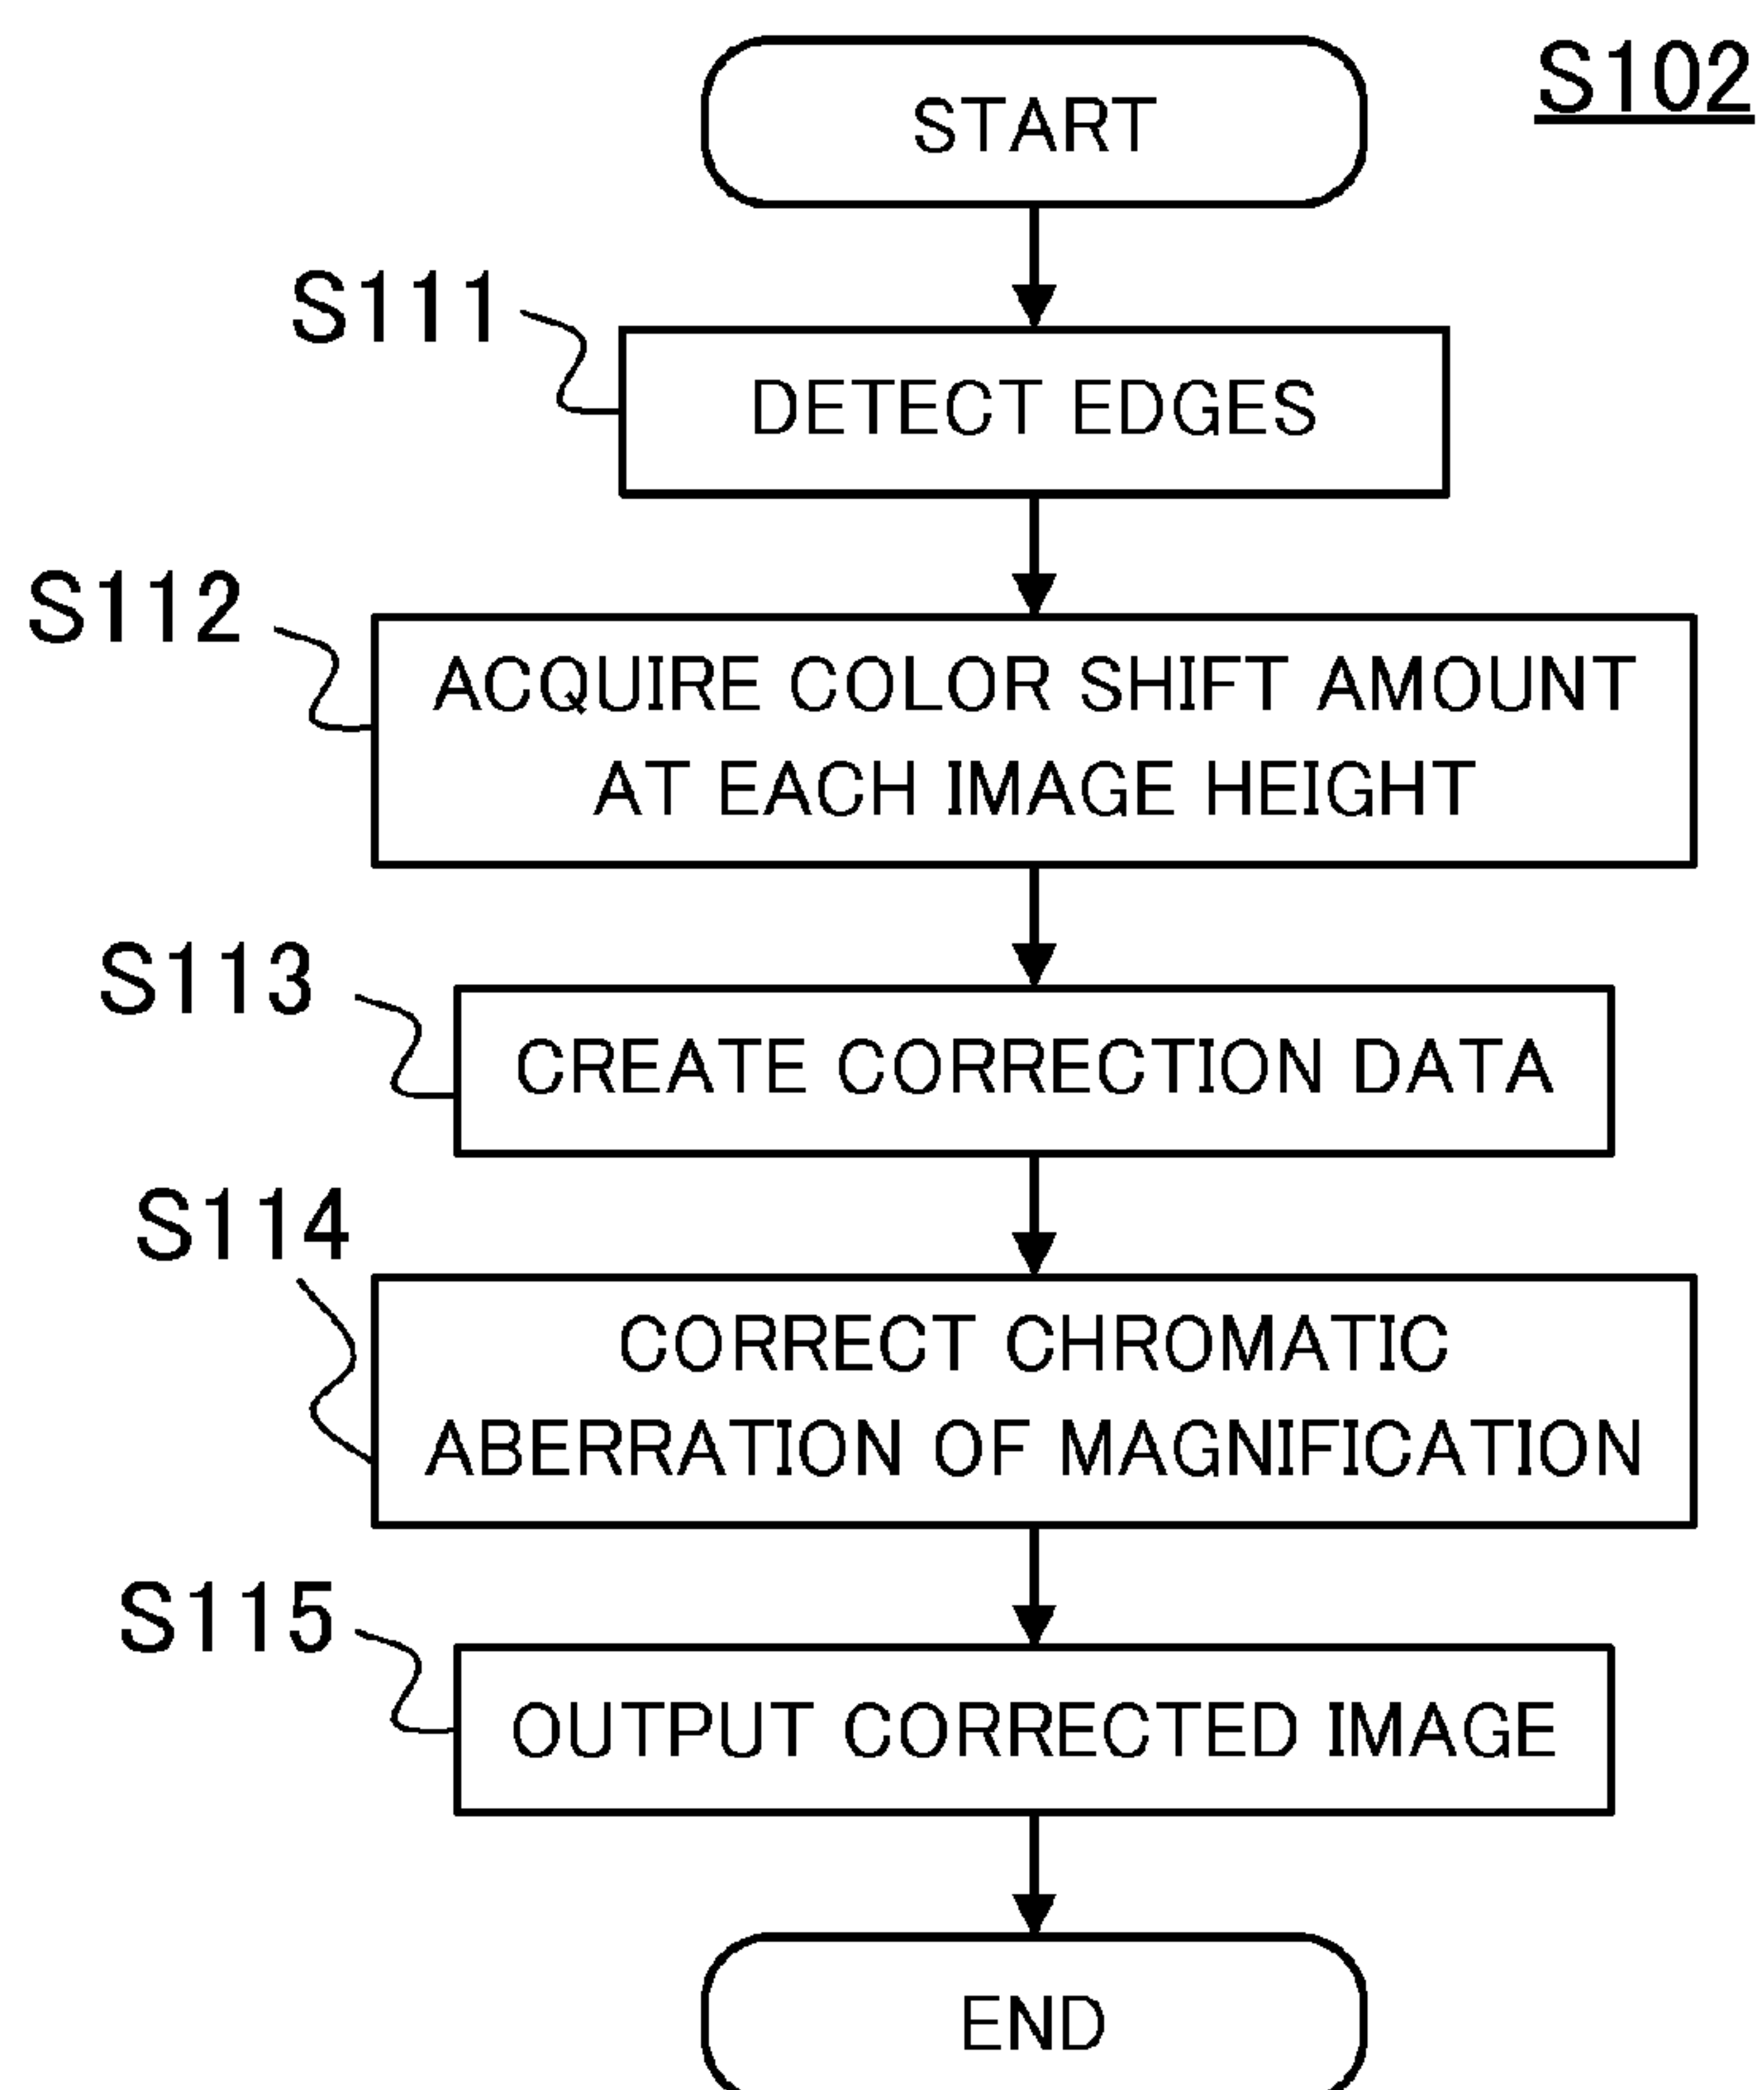 S102
START
S111
DETECT EDGES
S112
ACQUIRE COLOR SHIFT AMOUNT
AT EACH IMAGE HEIGHT
S113
CREATE CORRECTION DATA
S114
CORRECT CHROMATIC
ABERRATION OF MAGNIFICATION
S115
OUTPUT CORRECTED IMAGE
END